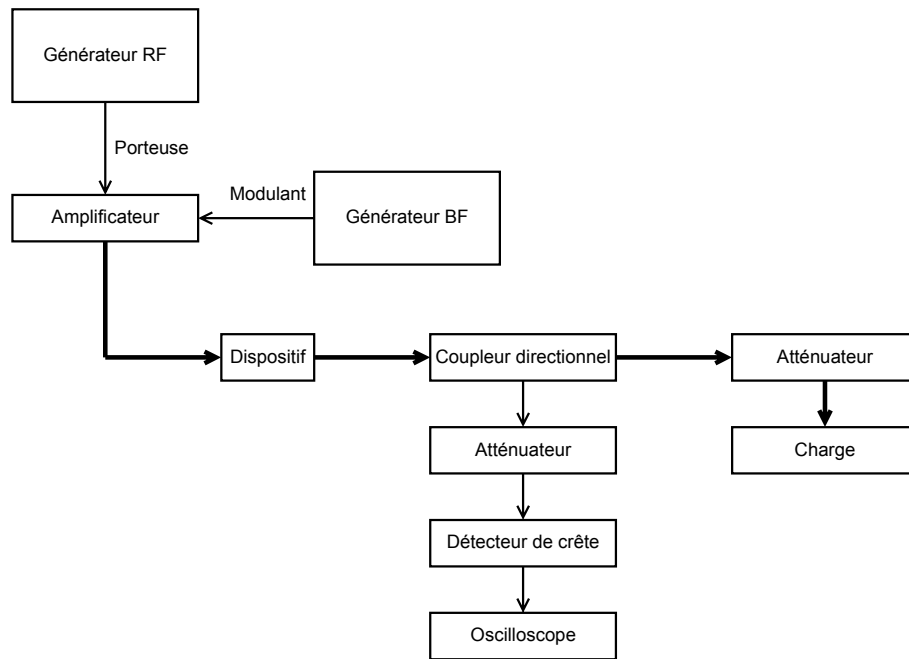 Générateur RF
Porteuse
Modulant
Amplificateur
Générateur BF
Dispositif
Coupleur directionnel
Atténuateur
Atténuateur
Charge
Détecteur de crête
Oscilloscope